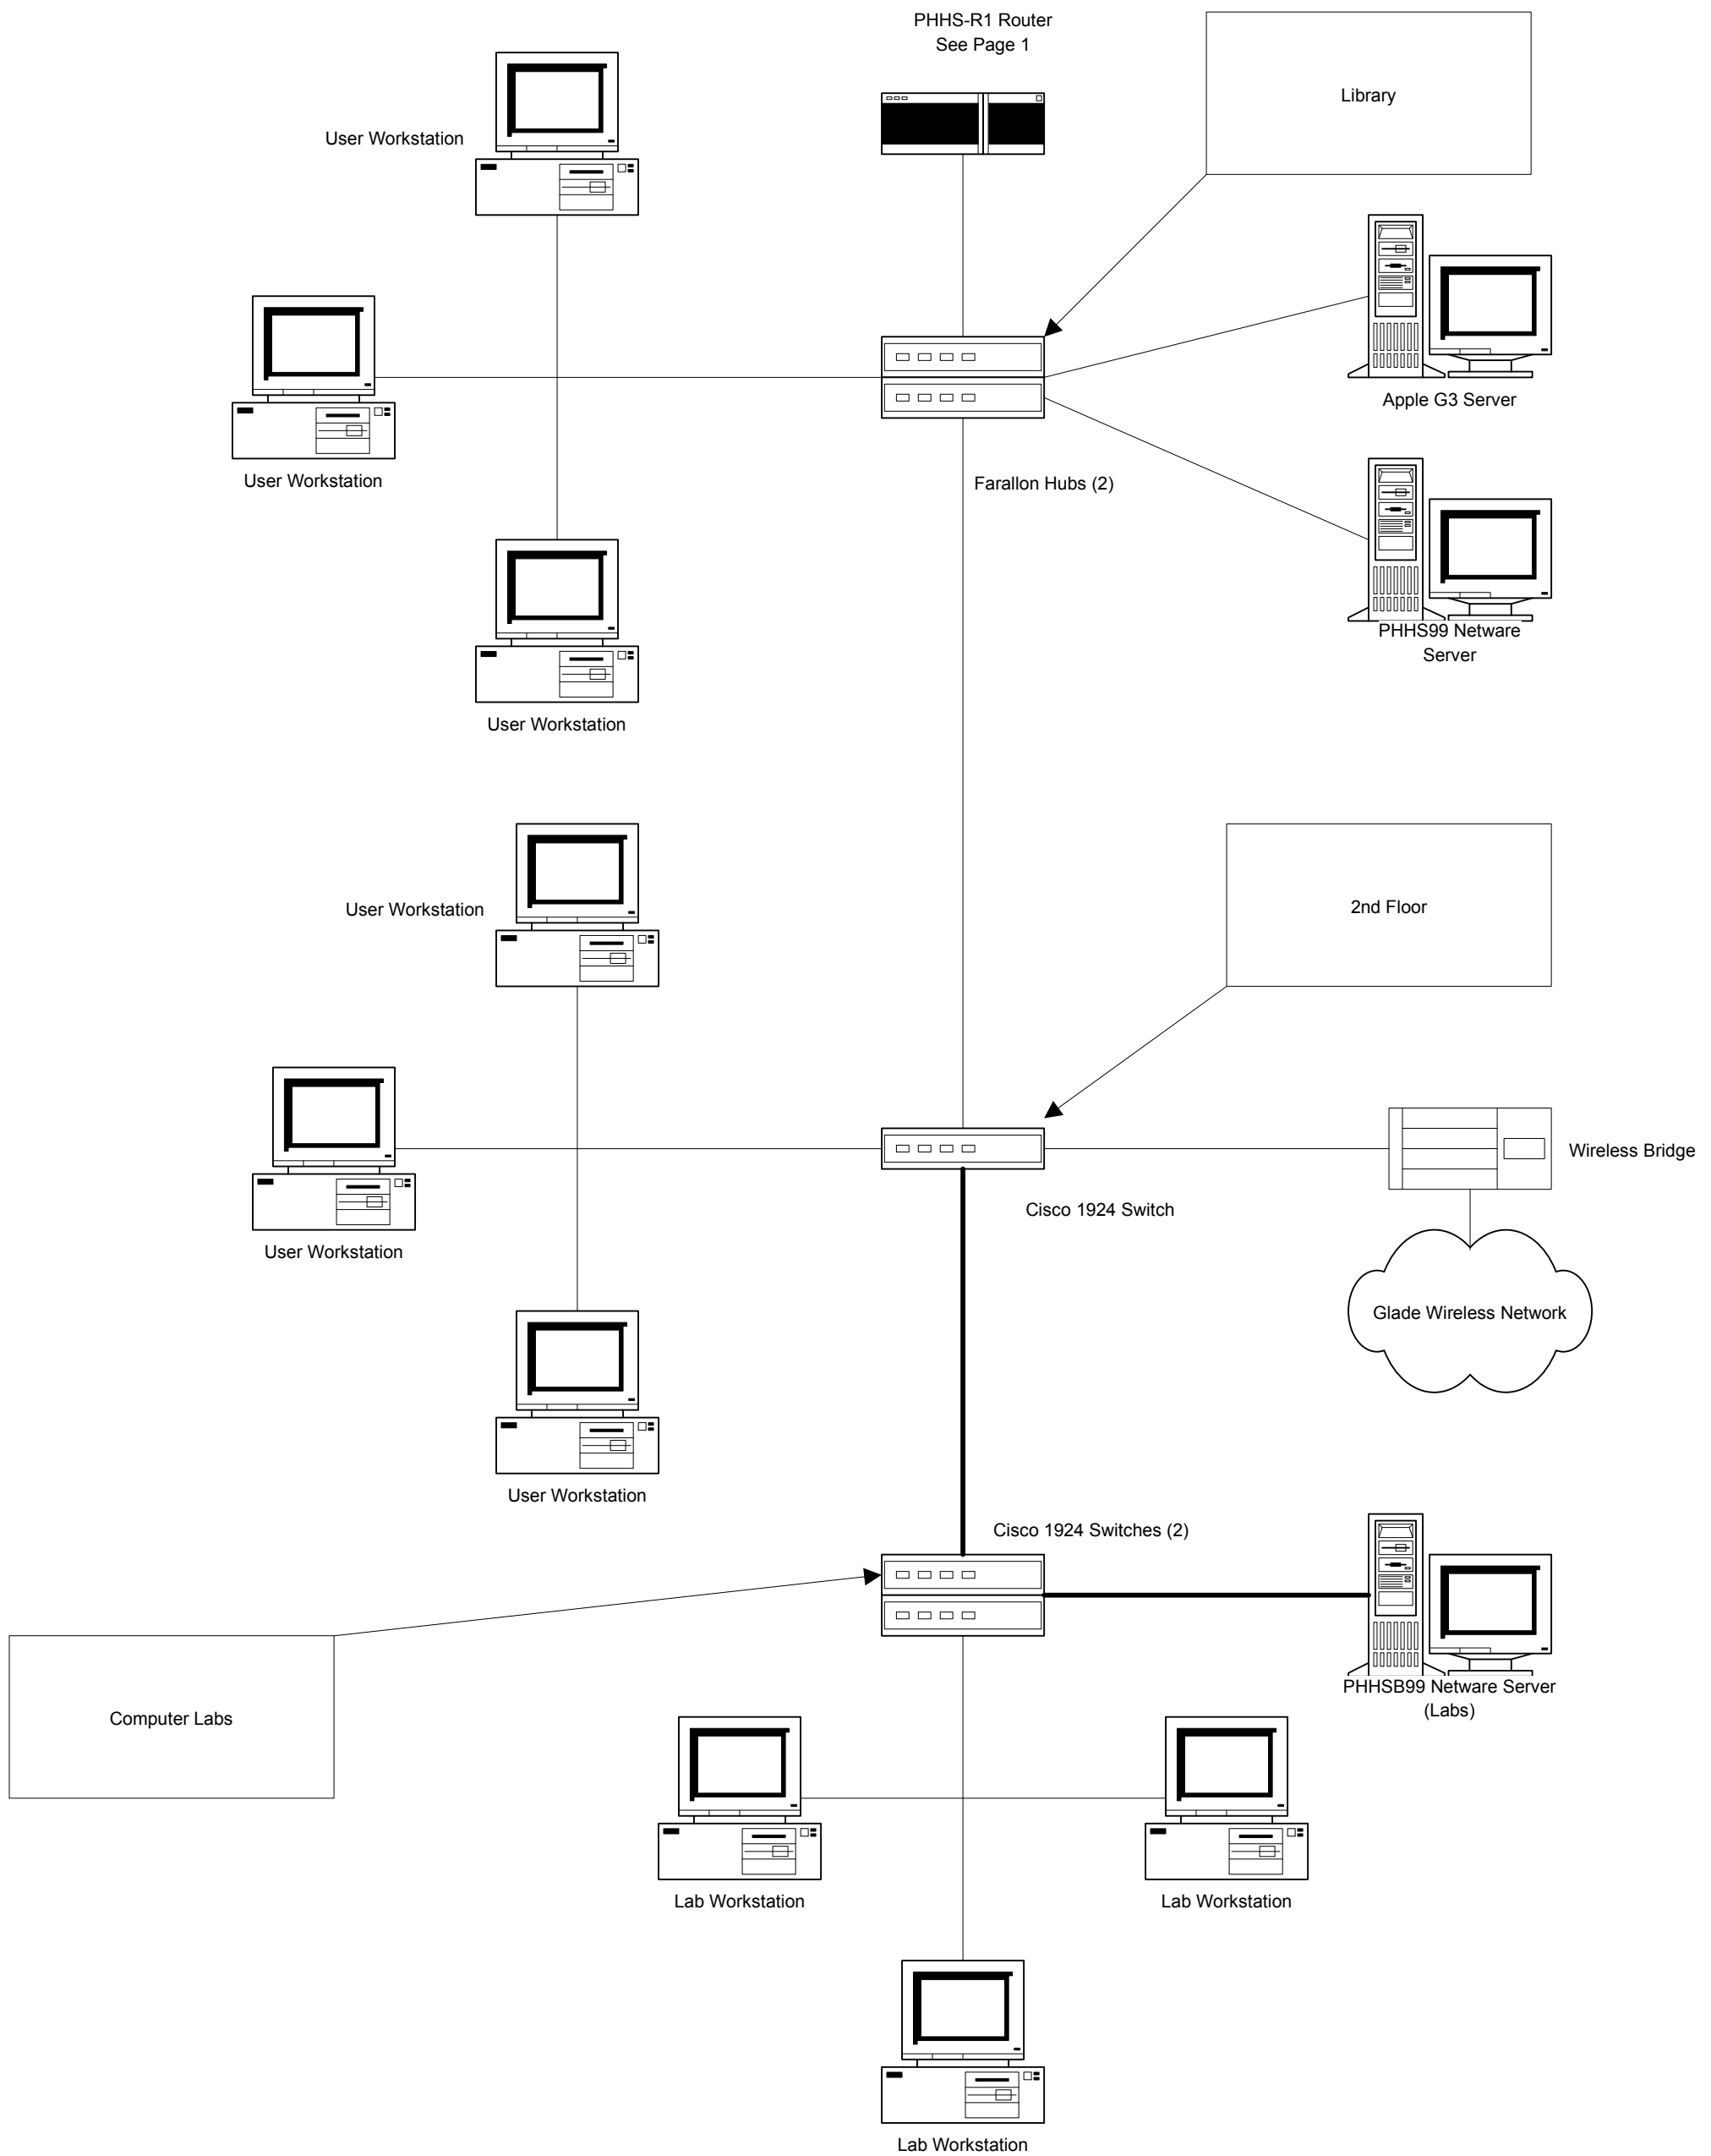 PHHS-R1 Router
See Page 1
Library
User Workstation
Apple G3 Server
User Workstation
Farallon Hubs (2)
PHHS99 Netware
Server
User Workstation
User Workstation
2nd Floor
Wireless Bridge
Cisco 1924 Switch
User Workstation
Glade Wireless Network
User Workstation
Cisco 1924 Switches (2)
PHHSB99 Netware Server
(Labs)
Computer Labs
Lab Workstation
Lab Workstation
Lab Workstation